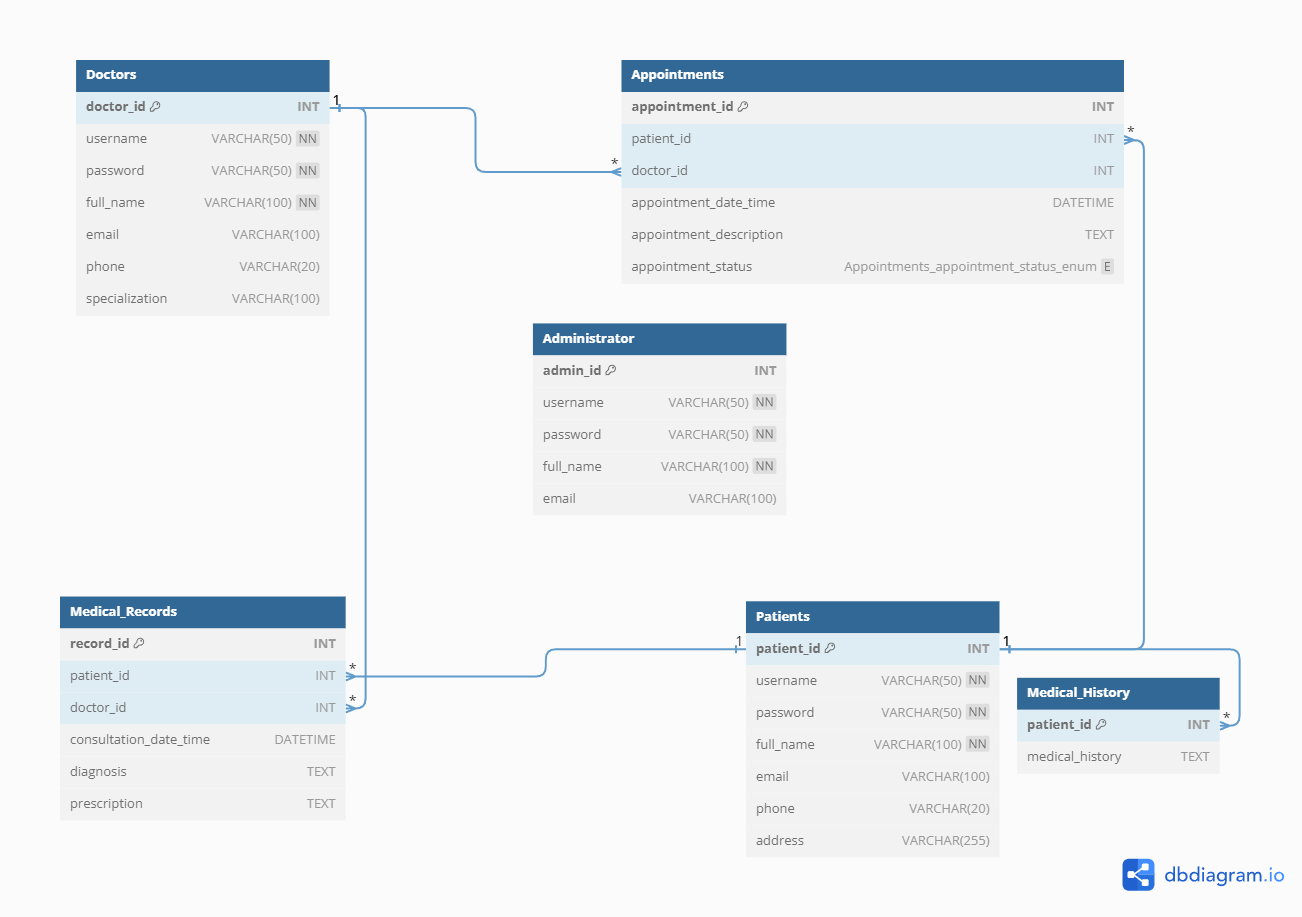 Doctors
doctor_id INT
username VARCHAR(50) NN
password VARCHAR(50) NN
full_name VARCHAR(100) NN
email VARCHAR(100)
phone VARCHAR(20)
specialization VARCHAR(100)
1
*
Appointments
appointment_id INT
patient_id INT
doctor_id INT
appointment_date_time DATETIME
appointment_description TEXT
appointment_status Appointments_appointment_status_enum E
*
Administrator
admin_id INT
username VARCHAR(50) NN
password VARCHAR(50) NN
full_name VARCHAR(100) NN
email VARCHAR(100)
Medical_Records
record_id INT
patient_id INT
doctor_id INT
consultation_date_time DATETIME
diagnosis TEXT
prescription TEXT
*
*
1
Patients
patient_id INT
username VARCHAR(50) NN
password VARCHAR(50) NN
full_name VARCHAR(100) NN
email VARCHAR(100)
phone VARCHAR(20)
address VARCHAR(255)
1
Medical_History
patient_id INT
medical_history TEXT
*
dbdiagram.io